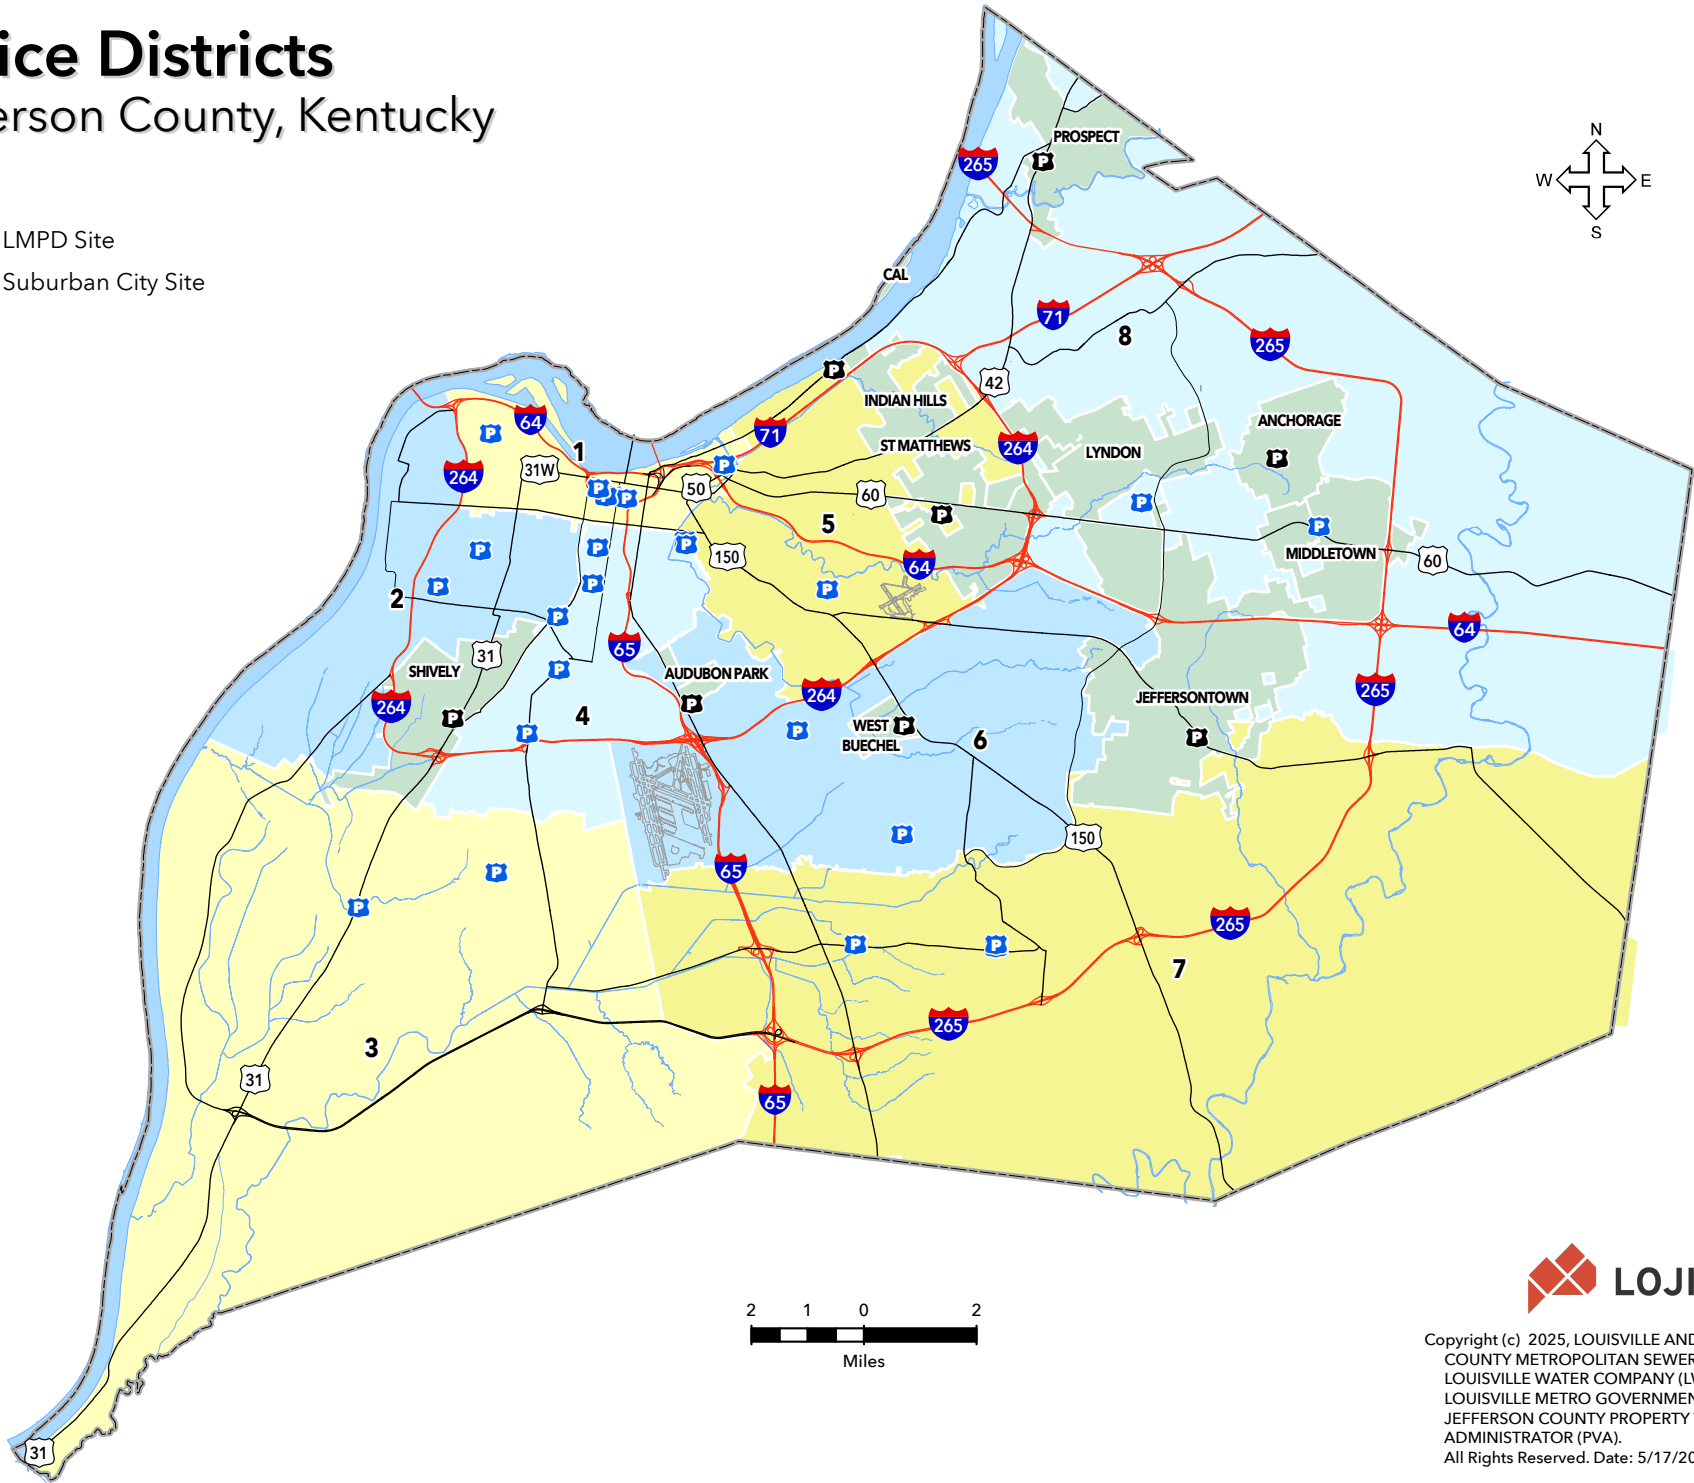 ice Districts
erson County, Kentucky
LMPD Site
Suburban City Site
N
W E
S
PROSPECT
265
CAL
71
8
265
42
INDIAN HILLS
ANCHORAGE
64
1
71
ST MATTHEWS
264
LYNDON
31W
264
50
60
5
150
64
MIDDLETOWN
60
2
64
31
65
SHIVELY
AUDUBON PARK
264
264
JEFFERSONTOWN
265
4
WEST
BUECHEL
6
150
65
265
7
265
3
31
65
2 1 0 2
Miles
31
LOJI
Copyright (c) 2025, LOUISVILLE AND
COUNTY METROPOLITAN SEWER
LOUISVILLE WATER COMPANY (LW
LOUISVILLE METRO GOVERNMEN
JEFFERSON COUNTY PROPERTY
ADMINISTRATOR (PVA).
All Rights Reserved. Date: 5/17/20